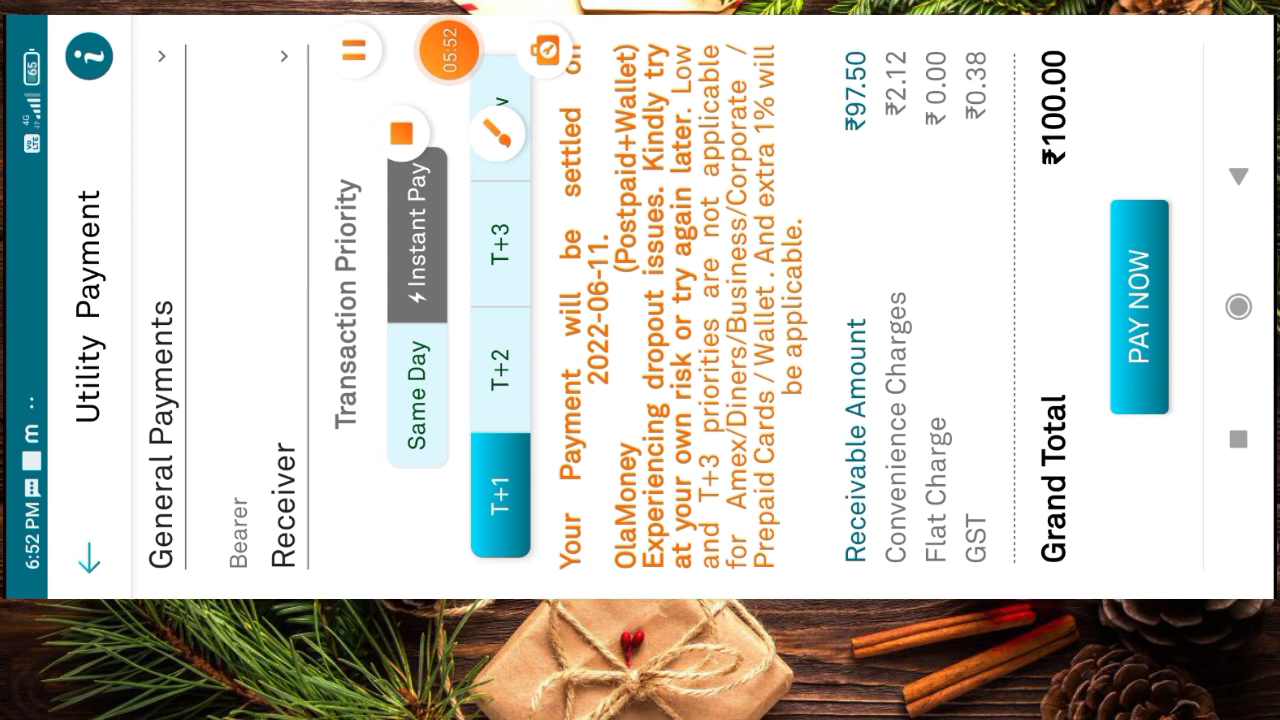 6:52 PM m ··
4G
VO LTE
65
Utility Payment
General Payments
Bearer
Receiver
05:52
Transaction Priority
Same Day
Instant Pay
T+1
T+2
T+3
Your Payment will be settled on
2022-06-11.
OlaMoney (Postpaid+Wallet)
Experiencing dropout issues. Kindly try
at your own risk or try again later. Low
and T+3 priorities are not applicable
for Amex/Diners/Business/Corporate /
Prepaid Cards / Wallet . And extra 1% will
be applicable.
Receivable Amount ₹97.50
Convenience Charges ₹2.12
Flat Charge ₹ 0.00
GST ₹0.38
Grand Total ₹100.00
PAY NOW